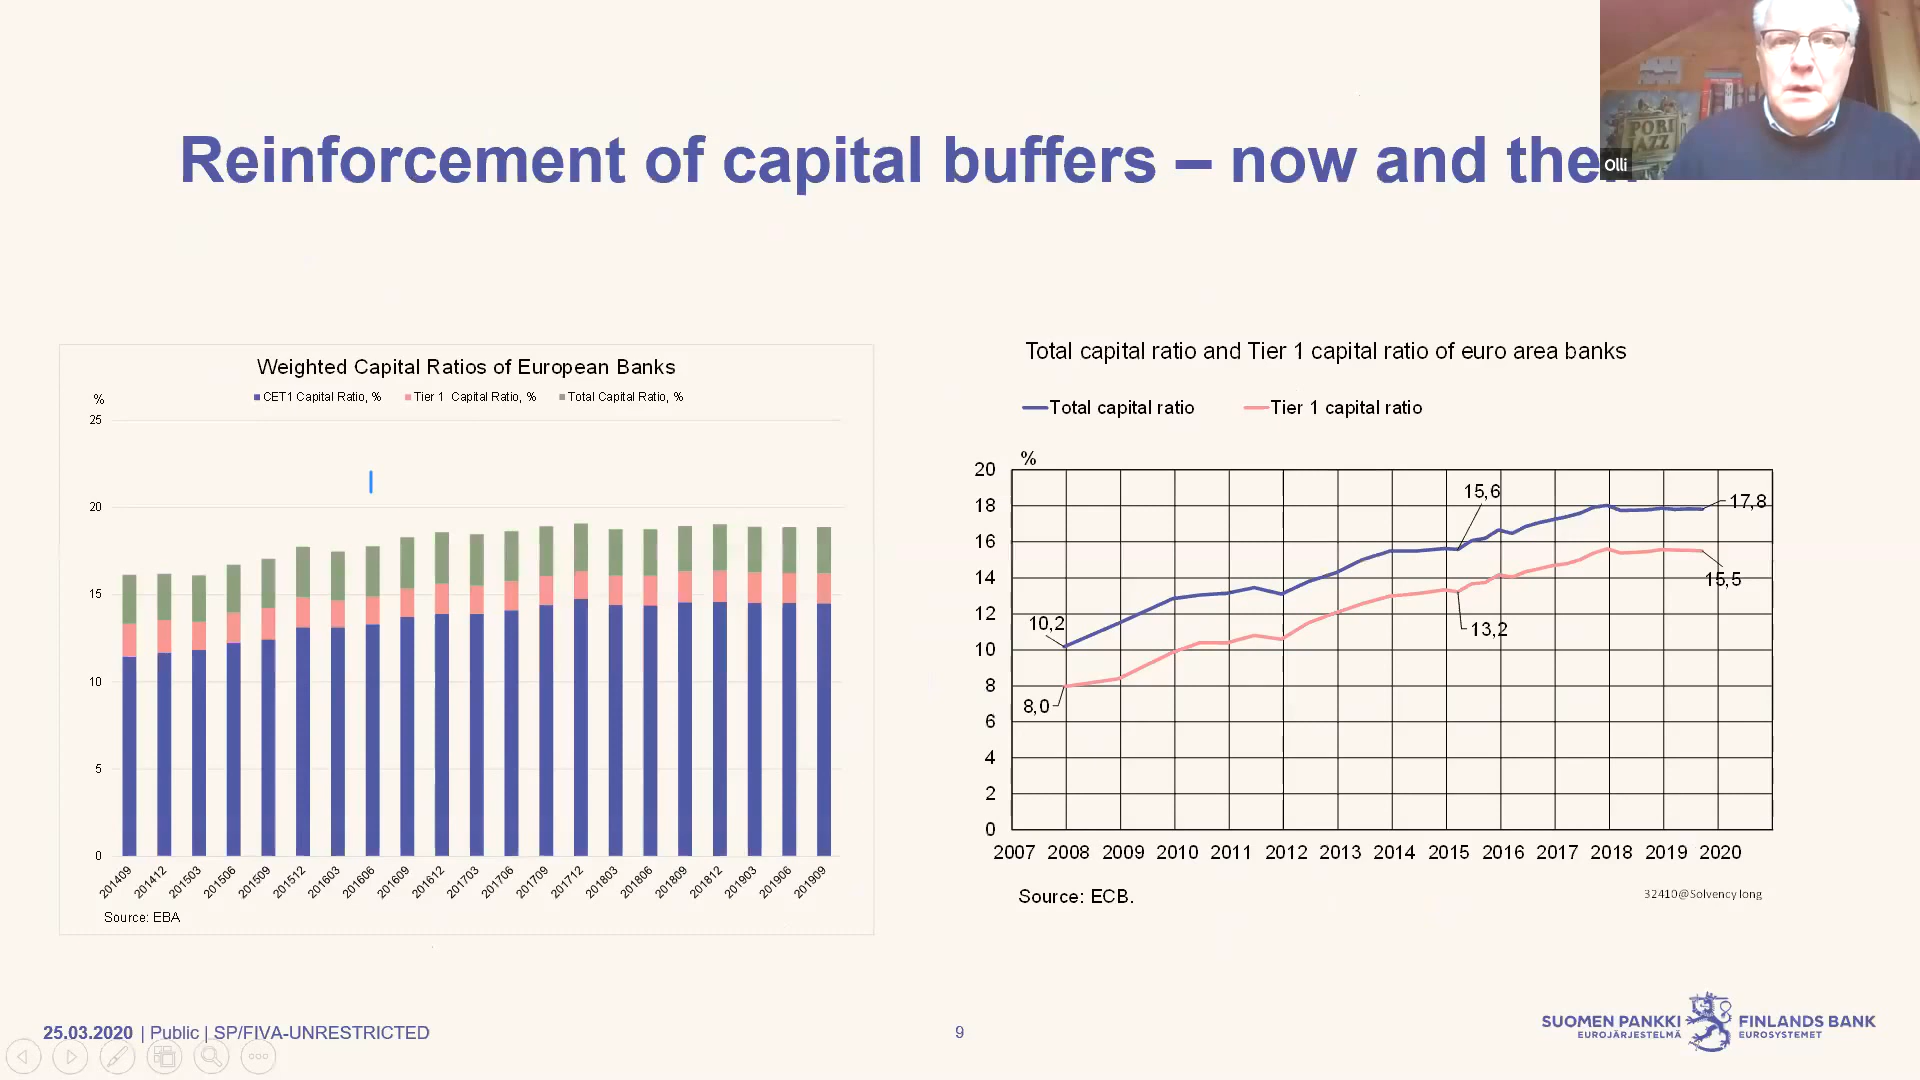 Reinforcement of capital buffers – now and then
PORI
JAZZ
Olli
Weighted Capital Ratios of European Banks
CET1 Capital Ratio, %
Tier 1 Capital Ratio, %
Total Capital Ratio, %
%
25
20
15
10
5
0
201409 201412 201503 201506 201509 201512 201603 201606 201609 201612 201703 201706 201709 201712 201803 201806 201809 201812 201903 201906 201909
Source: EBA
Total capital ratio and Tier 1 capital ratio of euro area banks
Total capital ratio
Tier 1 capital ratio
%
20
18
16
14
12
10
8
6
4
2
0
15,6
17,8
15,5
10,2
13,2
8,0
2007 2008 2009 2010 2011 2012 2013 2014 2015 2016 2017 2018 2019 2020
Source: ECB.
32410@Solvency long
25.03.2020 | Public | SP/FIVA-UNRESTRICTED
9
SUOMEN PANKKI
EUROJÄRJESTELMÄ
FINLANDS BANK
EUROSYSTEMET